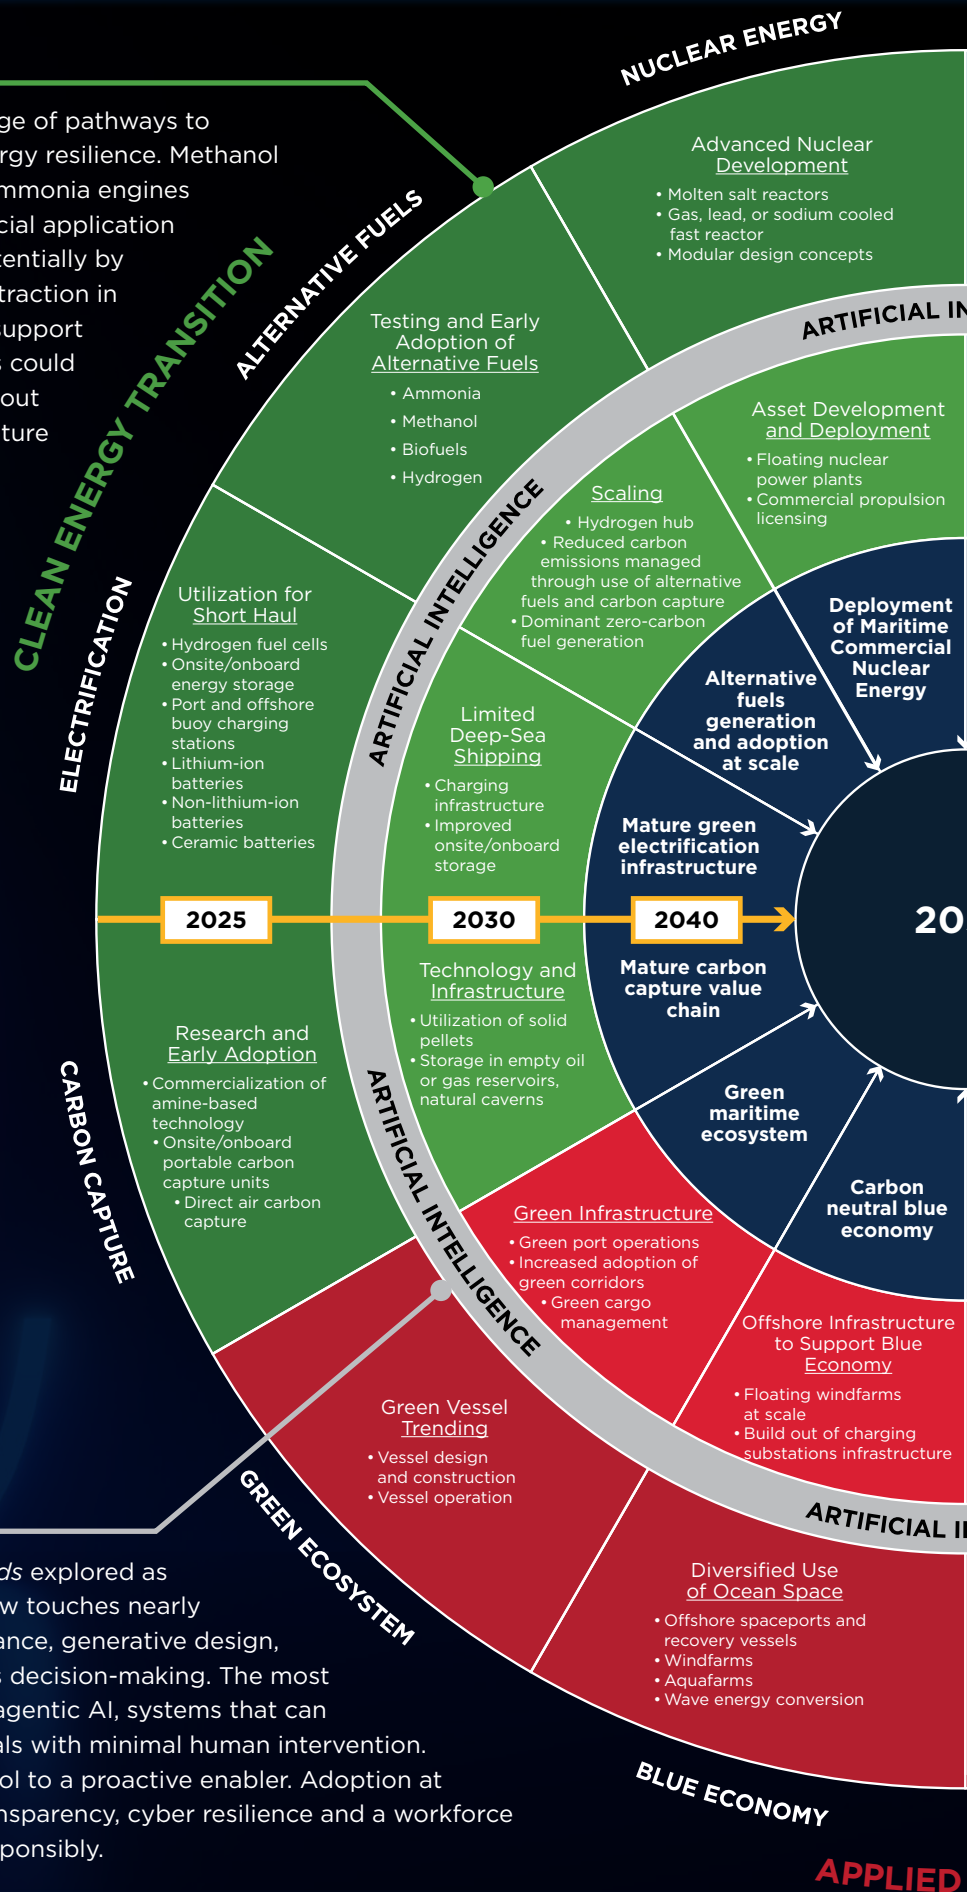 NUCLEAR ENERGY
Advanced Nuclear
Development
• Molten salt reactors
• Gas, lead, or sodium cooled
fast reactor
• Modular design concepts
ge of pathways to
rgy resilience. Methanol
mmonia engines
cial application
tentially by
traction in
support
s could
out
ture
CLEAN ENERGY TRANSITION
ALTERNATIVE FUELS
Testing and Early
Adoption of
Alternative Fuels
• Ammonia
• Methanol
• Biofuels
• Hydrogen
ARTIFICIAL IN
Asset Development
and Deployment
• Floating nuclear
power plants
• Commercial propulsion
licensing
ARTIFICIAL INTELLIGENCE
Scaling
• Hydrogen hub
• Reduced carbon
emissions managed
through use of alternative
fuels and carbon capture
• Dominant zero-carbon
fuel generation
Deployment
of Maritime
Commercial
Nuclear
Energy
Alternative
fuels
generation
and adoption
at scale
ELECTRIFICATION
Utilization for
Short Haul
• Hydrogen fuel cells
• Onsite/onboard
energy storage
• Port and offshore
buoy charging
stations
• Lithium-ion
batteries
• Non-lithium-ion
batteries
• Ceramic batteries
Limited
Deep-Sea
Shipping
• Charging
infrastructure
• Improved
onsite/onboard
storage
Mature green
electrification
infrastructure
2025
2030
2040
20
CARBON CAPTURE
Research and
Early Adoption
• Commercialization of
amine-based
technology
• Onsite/onboard
portable carbon
capture units
• Direct air carbon
capture
Technology and
Infrastructure
• Utilization of solid
pellets
• Storage in empty oil
or gas reservoirs,
natural caverns
Mature carbon
capture value
chain
Green
maritime
ecosystem
Carbon
neutral blue
economy
ARTIFICIAL INTELLIGENCE
Green Infrastructure
• Green port operations
• Increased adoption of
green corridors
• Green cargo
management
Offshore Infrastructure
to Support Blue
Economy
• Floating windfarms
at scale
• Build out of charging
substations infrastructure
Green Vessel
Trending
• Vessel design
and construction
• Vessel operation
GREEN ECOSYSTEM
ARTIFICIAL I
Diversified Use
of Ocean Space
• Offshore spaceports and
recovery vessels
• Windfarms
• Aquafarms
• Wave energy conversion
BLUE ECONOMY
ds explored as
w touches nearly
ance, generative design,
s decision-making. The most
agentic AI, systems that can
als with minimal human intervention.
ol to a proactive enabler. Adoption at
nsparency, cyber resilience and a workforce
ponsibly.
APPLIED